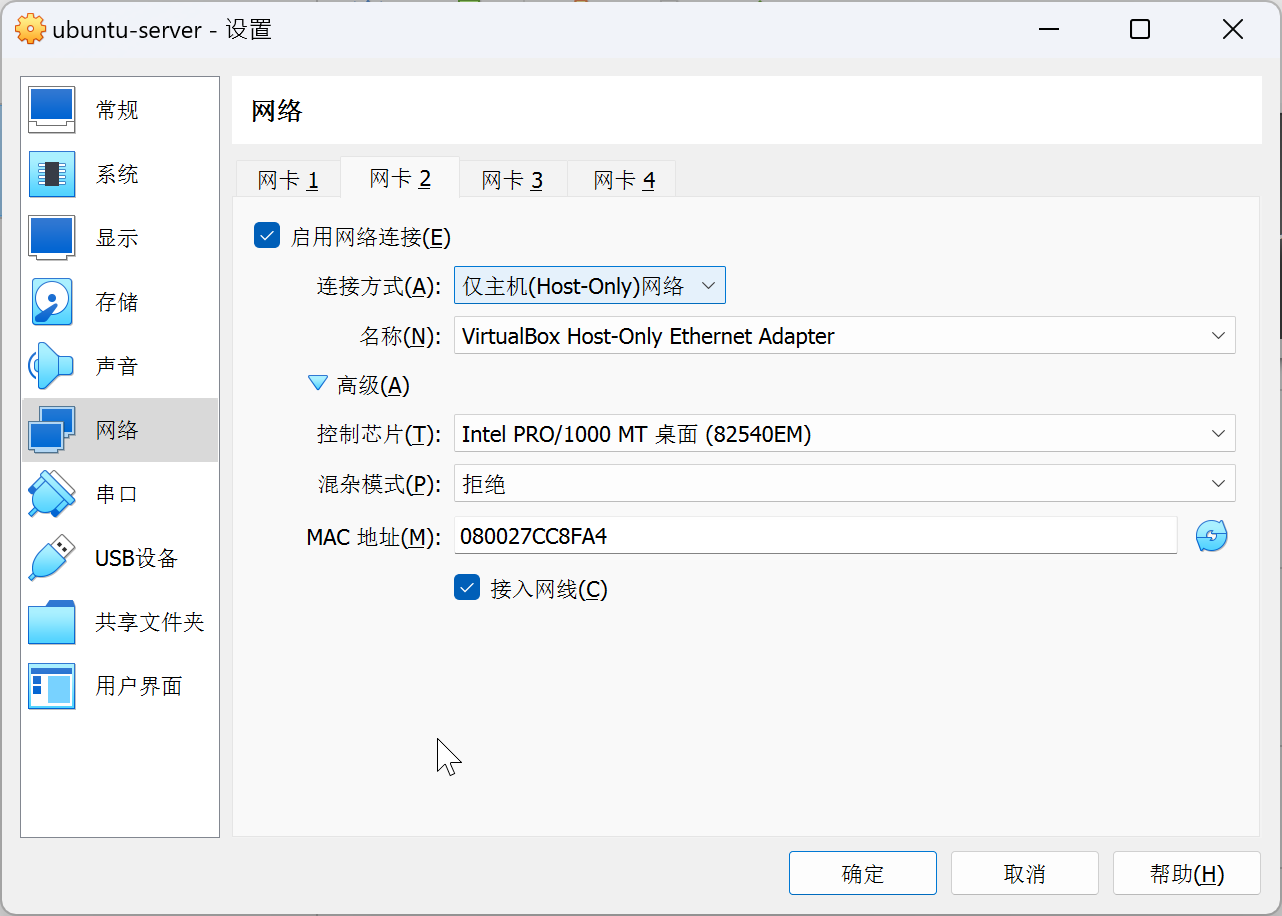 ubuntu-server - 设置
常规
系统
显示
存储
声音
网络
串口
USB设备
共享文件夹
用户界面
网络
网卡 1
网卡 2
网卡 3
网卡 4
启用网络连接(E)
连接方式(A): 仅主机(Host-Only)网络
名称(N): VirtualBox Host-Only Ethernet Adapter
高级(A)
控制芯片(T): Intel PRO/1000 MT 桌面 (82540EM)
混杂模式(P): 拒绝
MAC 地址(M): 080027CC8FA4
接入网线(C)
确定
取消
帮助(H)